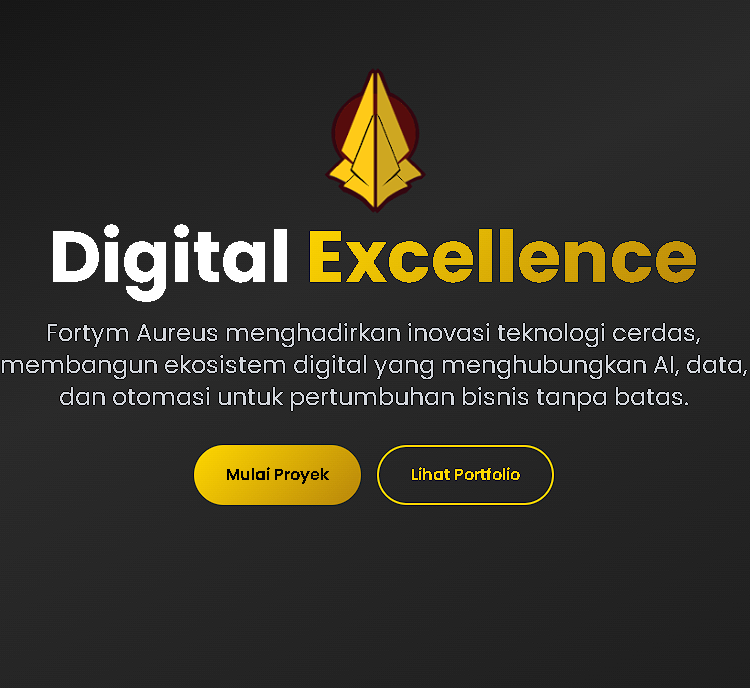 Digital Excellence
Fortym Aureus menghadirkan inovasi teknologi cerdas,
membangun ekosistem digital yang menghubungkan AI, data,
dan otomasi untuk pertumbuhan bisnis tanpa batas.
Mulai Proyek
Lihat Portfolio